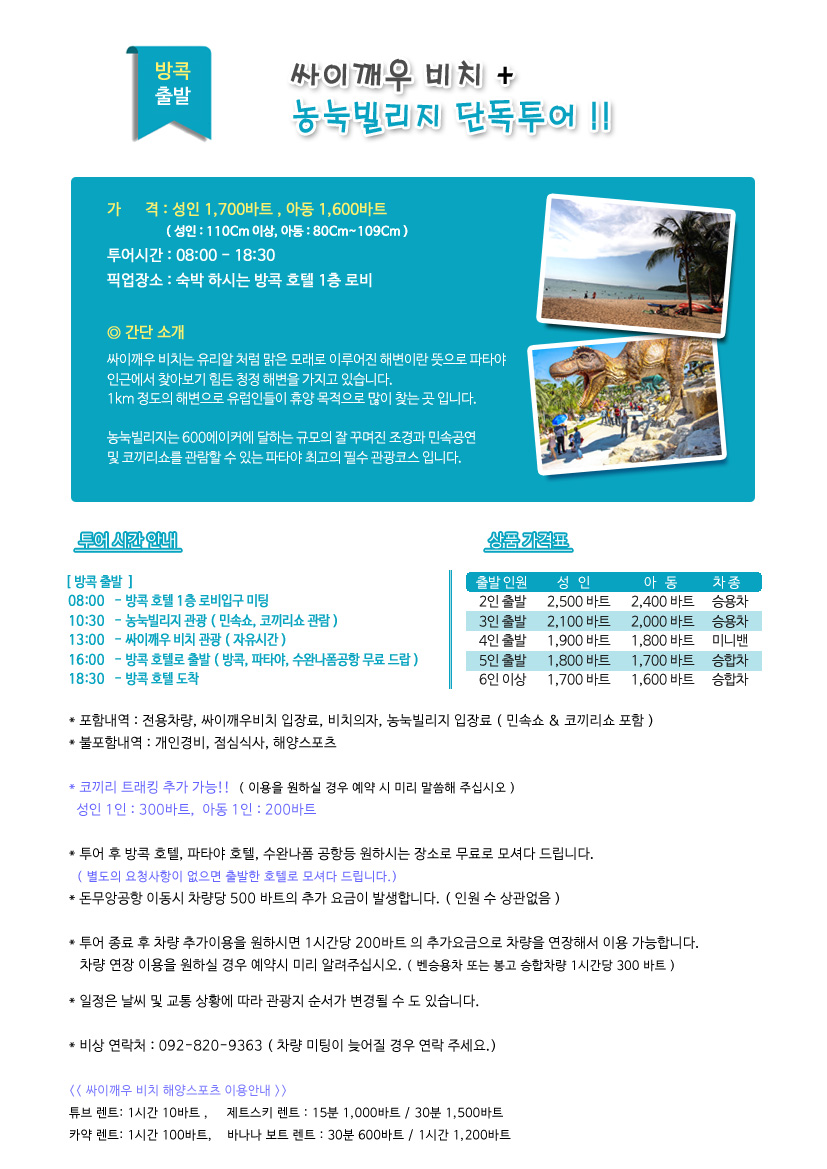 방콕
출발
싸이깨우 비치 +
농눅빌리지 단독투어 !!
가 격 : 성인 1,700바트 , 아동 1,600바트
( 성인 : 110Cm 이상, 아동 : 80Cm~109Cm )
투어시간 : 08:00 - 18:30
픽업장소 : 숙박 하시는 방콕 호텔 1층 로비
◎ 간단 소개
싸이깨우 비치는 유리알 처럼 맑은 모래로 이루어진 해변이란 뜻으로 파타야
인근에서 찾아보기 힘든 청정 해변을 가지고 있습니다.
1km 정도의 해변으로 유럽인들이 휴양 목적으로 많이 찾는 곳 입니다.
농눅빌리지는 600에이커에 달하는 규모의 잘 꾸며진 조경과 민속공연
및 코끼리쇼를 관람할 수 있는 파타야 최고의 필수 관광코스 입니다.
투어 시간 안내
[ 방콕 출발 ]
08:00 - 방콕 호텔 1층 로비입구 미팅
10:30 - 농눅빌리지 관광 ( 민속쇼, 코끼리쇼 관람 )
13:00 - 싸이깨우 비치 관광 ( 자유시간 )
16:00 - 방콕 호텔로 출발 ( 방콕, 파타야, 수완나폼공항 무료 드랍 )
18:30 - 방콕 호텔 도착
상품 가격표
출발 인원 성 인 아 동 차 종
2인 출발 2,500 바트 2,400 바트 승용차
3인 출발 2,100 바트 2,000 바트 승용차
4인 출발 1,900 바트 1,800 바트 미니밴
5인 출발 1,800 바트 1,700 바트 승합차
6인 이상 1,700 바트 1,600 바트 승합차
* 포함내역 : 전용차량, 싸이깨우비치 입장료, 비치의자, 농눅빌리지 입장료 ( 민속쇼 & 코끼리쇼 포함 )
* 불포함내역 : 개인경비, 점심식사, 해양스포츠
* 코끼리 트래킹 추가 가능!! ( 이용을 원하실 경우 예약 시 미리 말씀해 주십시오 )
성인 1인 : 300바트, 아동 1인 : 200바트
* 투어 후 방콕 호텔, 파타야 호텔, 수완나폼 공항등 원하시는 장소로 무료로 모셔다 드립니다.
( 별도의 요청사항이 없으면 출발한 호텔로 모셔다 드립니다.)
* 돈무앙공항 이동시 차량당 500 바트의 추가 요금이 발생합니다. ( 인원 수 상관없음 )
* 투어 종료 후 차량 추가이용을 원하시면 1시간당 200바트 의 추가요금으로 차량을 연장해서 이용 가능합니다.
차량 연장 이용을 원하실 경우 예약시 미리 알려주십시오. ( 벤승용차 또는 봉고 승합차량 1시간당 300 바트 )
* 일정은 날씨 및 교통 상황에 따라 관광지 순서가 변경될 수 도 있습니다.
* 비상 연락처 : 092-820-9363 ( 차량 미팅이 늦어질 경우 연락 주세요.)
<< 싸이깨우 비치 해양스포츠 이용안내 >>
튜브 렌트: 1시간 10바트 , 제트스키 렌트 : 15분 1,000바트 / 30분 1,500바트
카약 렌트: 1시간 100바트, 바나나 보트 렌트 : 30분 600바트 / 1시간 1,200바트